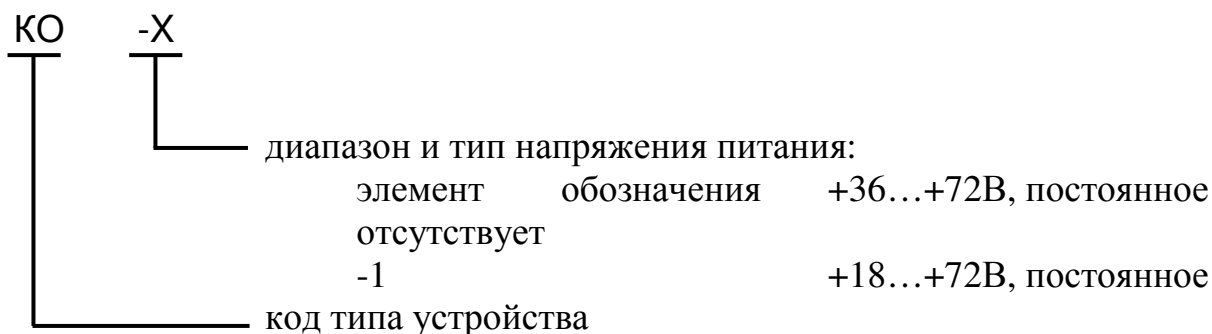 КО -Х
диапазон и тип напряжения питания:
элемент обозначения +36…+72В, постоянное
отсутствует
-1 +18…+72В, постоянное
код типа устройства